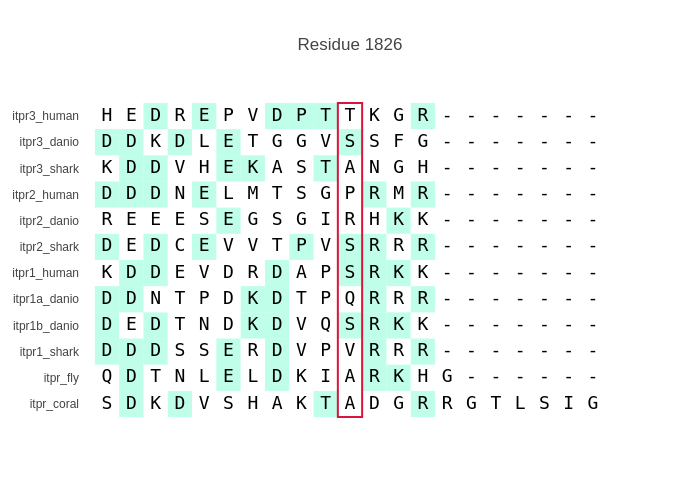 Residue 1826
itpr3_human H E D R E P V D P T T K G R - - - - - - -
itpr3_danio D D K D L E T G G V S S F G - - - - - - -
itpr3_shark K D D V H E K A S T A N G H - - - - - - -
itpr2_human D D D N E L M T S G P R M R - - - - - - -
itpr2_danio R E E E S E G S G I R H K K - - - - - - -
itpr2_shark D E D C E V V T P V S R R R - - - - - - -
itpr1_human K D D E V D R D A P S R K K - - - - - - -
itpr1a_danio D D N T P D K D T P Q R R R - - - - - - -
itpr1b_danio D E D T N D K D V Q S R K K - - - - - - -
itpr1_shark D D D S S E R D V P V R R R - - - - - - -
itpr_fly Q D T N L E L D K I A R K H G - - - - - -
itpr_coral S D K D V S H A K T A D G R R G T L S I G